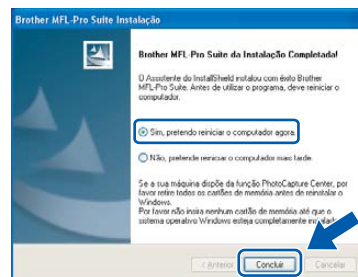 Brother MFL-Pro Suite Instalação
Brother MFL-Pro Suite da Instalação Completada!
O Assistente do InstallShield instalou com êxito Brother
MFL-Pro Suite. Antes de utilizar o programa, deve reiniciar o
computador.
Sim, pretendo reiniciar o computador agora.
Não, pretende reiniciar o computador mais tarde.
Se a sua máquina dispõe da função PhotoCapture Center, por
favor retire todos os cartões de memória antes de reinstalar o
Windows.
Por favor não insira nenhum cartão de memória até que o
sistema operativo Windows esteja completamente
< Anterior
Concluir
Cancelar